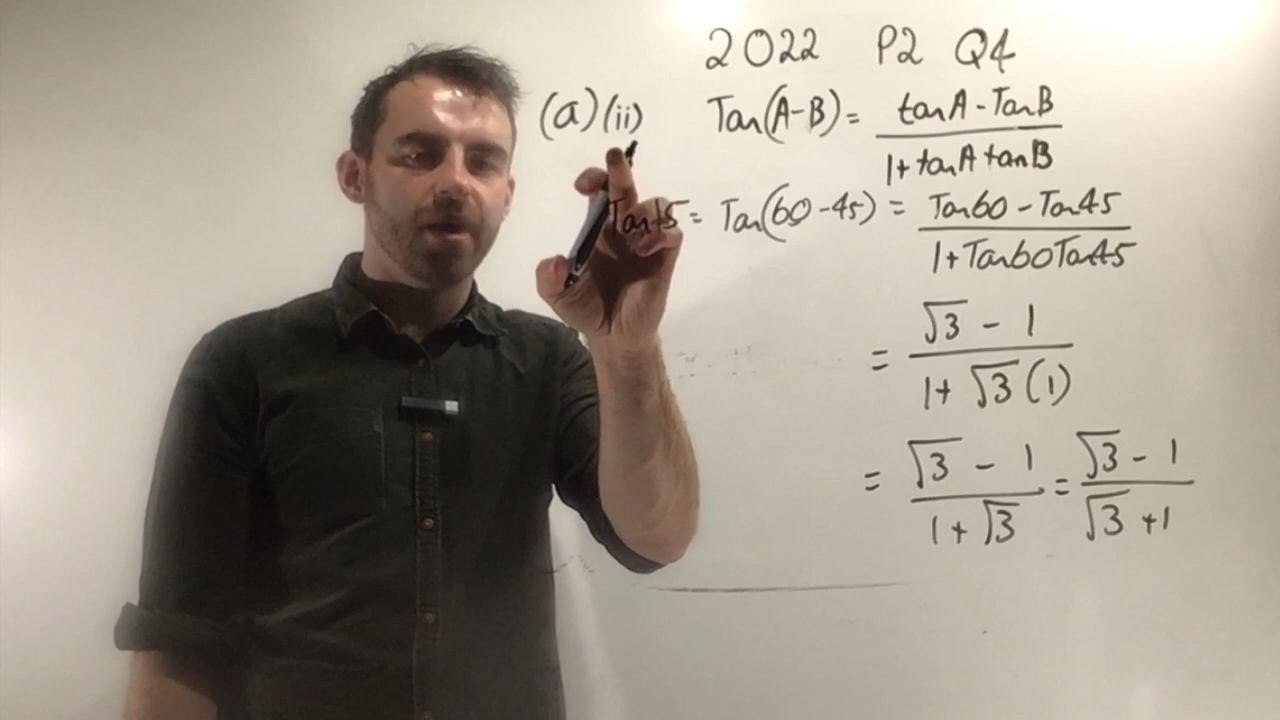 2022 P2 Q4
(a)(ii) Tan(A-B) = tanA - TanB / 1+ tanA tanB
Tan15 = Tan(60-45) = Tan60 - Tan45 / 1+Tan60Tan45
= √3 - 1 / 1+ √3(1)
= √3 - 1 / 1+√3 = √3 - 1 / √3 +1